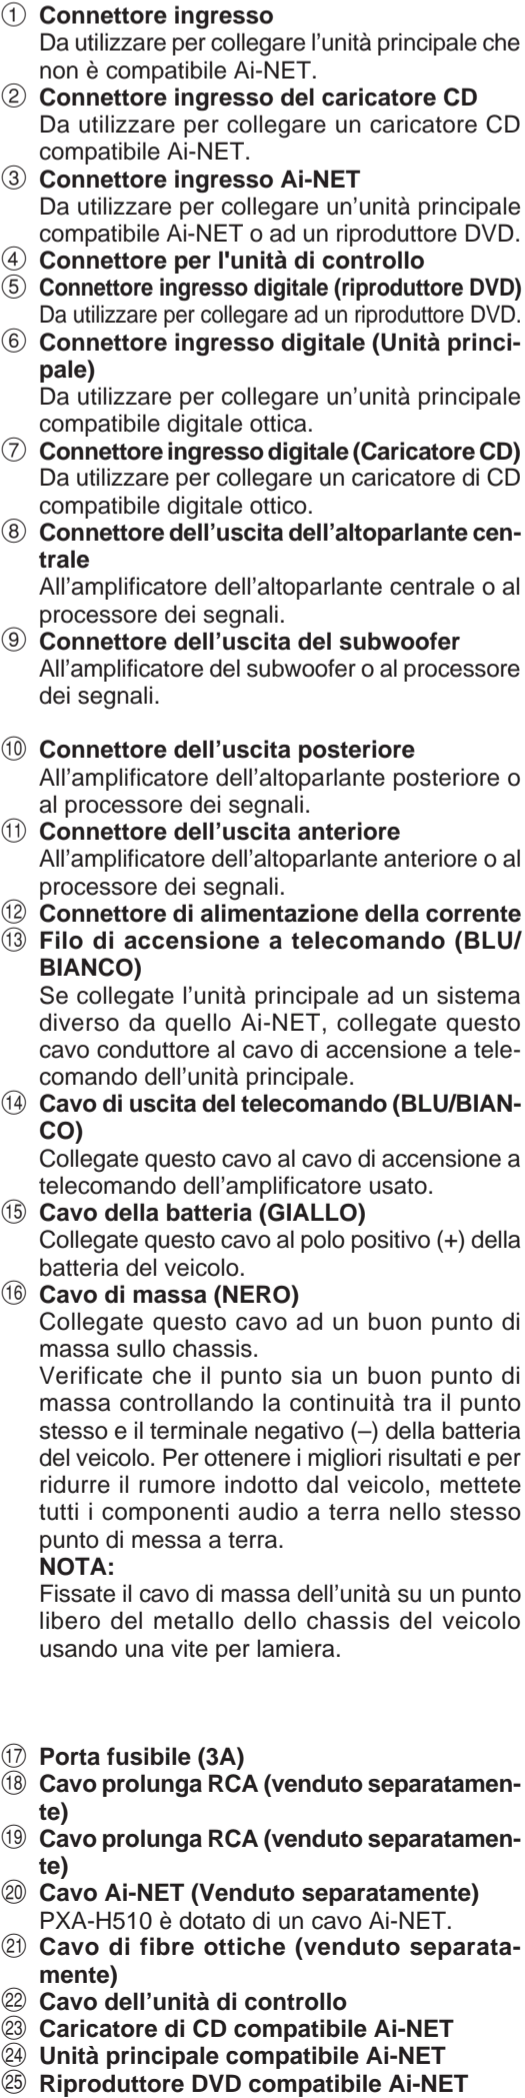 ① Connettore ingresso
Da utilizzare per collegare l’unità principale che
non è compatibile Ai-NET.
② Connettore ingresso del caricatore CD
Da utilizzare per collegare un caricatore CD
compatibile Ai-NET.
③ Connettore ingresso Ai-NET
Da utilizzare per collegare un’unità principale
compatibile Ai-NET o ad un riproduttore DVD.
④ Connettore per l'unità di controllo
⑤ Connettore ingresso digitale (riproduttore DVD)
Da utilizzare per collegare ad un riproduttore DVD.
⑥ Connettore ingresso digitale (Unità princi-
pale)
Da utilizzare per collegare un’unità principale
compatibile digitale ottica.
⑦ Connettore ingresso digitale (Caricatore CD)
Da utilizzare per collegare un caricatore di CD
compatibile digitale ottico.
⑧ Connettore dell’uscita dell’altoparlante cen-
trale
All’amplificatore dell’altoparlante centrale o al
processore dei segnali.
⑨ Connettore dell’uscita del subwoofer
All’amplificatore del subwoofer o al processore
dei segnali.
⑩ Connettore dell’uscita posteriore
All’amplificatore dell’altoparlante posteriore o
al processore dei segnali.
⑪ Connettore dell’uscita anteriore
All’amplificatore dell’altoparlante anteriore o al
processore dei segnali.
⑫ Connettore di alimentazione della corrente
⑬ Filo di accensione a telecomando (BLU/
BIANCO)
Se collegate l’unità principale ad un sistema
diverso da quello Ai-NET, collegate questo
cavo conduttore al cavo di accensione a tele-
comando dell’unità principale.
⑭ Cavo di uscita del telecomando (BLU/BIAN-
CO)
Collegate questo cavo al cavo di accensione a
telecomando dell’amplificatore usato.
⑮ Cavo della batteria (GIALLO)
Collegate questo cavo al polo positivo (+) della
batteria del veicolo.
⑯ Cavo di massa (NERO)
Collegate questo cavo ad un buon punto di
massa sullo chassis.
Verificate che il punto sia un buon punto di
massa controllando la continuità tra il punto
stesso e il terminale negativo (–) della batteria
del veicolo. Per ottenere i migliori risultati e per
ridurre il rumore indotto dal veicolo, mettete
tutti i componenti audio a terra nello stesso
punto di messa a terra.
NOTA:
Fissate il cavo di massa dell’unità su un punto
libero del metallo dello chassis del veicolo
usando una vite per lamiera.
⑰ Porta fusibile (3A)
⑱ Cavo prolunga RCA (venduto separatamen-
te)
⑲ Cavo prolunga RCA (venduto separatamen-
te)
⑳ Cavo Ai-NET (Venduto separatamente)
PXA-H510 è dotato di un cavo Ai-NET.
㉑ Cavo di fibre ottiche (venduto separata-
mente)
㉒ Cavo dell’unità di controllo
㉓ Caricatore di CD compatibile Ai-NET
㉔ Unità principale compatibile Ai-NET
㉕ Riproduttore DVD compatibile Ai-NET